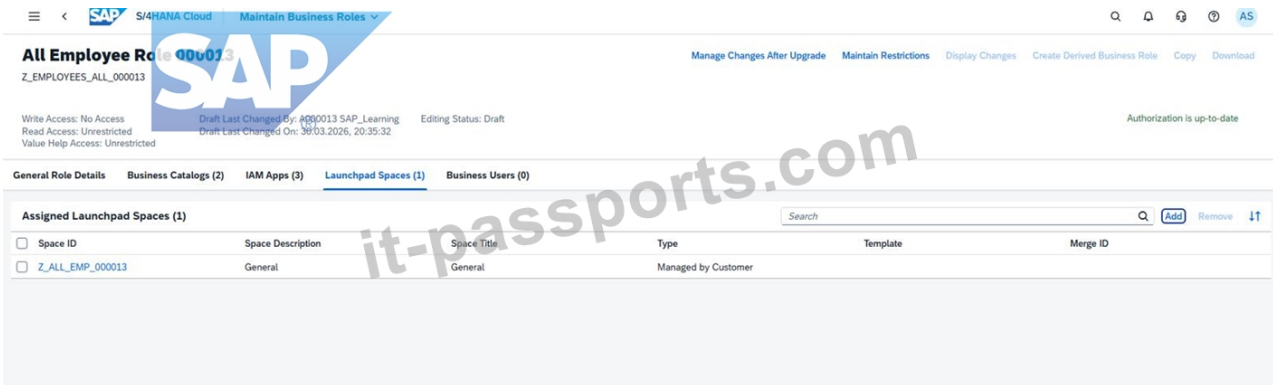 SAP S/4HANA Cloud Maintain Business Roles AS
All Employee Role 000013
Manage Changes After Upgrade Maintain Restrictions Display Changes Create Derived Business Role Copy Download
Z_EMPLOYEES_ALL_000013
SAP
®
Write Access: No Access Draft Last Changed By: A000013 SAP_Learning Editing Status: Draft Authorization is up-to-date
Read Access: Unrestricted Draft Last Changed On: 30.03.2026, 20:35:32
Value Help Access: Unrestricted
General Role Details Business Catalogs (2) IAM Apps (3) Launchpad Spaces (1) Business Users (0)
Assigned Launchpad Spaces (1) Search Add Remove
Space ID Space Description Space Title Type Template Merge ID
Z_ALL_EMP_000013 General General Managed by Customer
it-passports.com